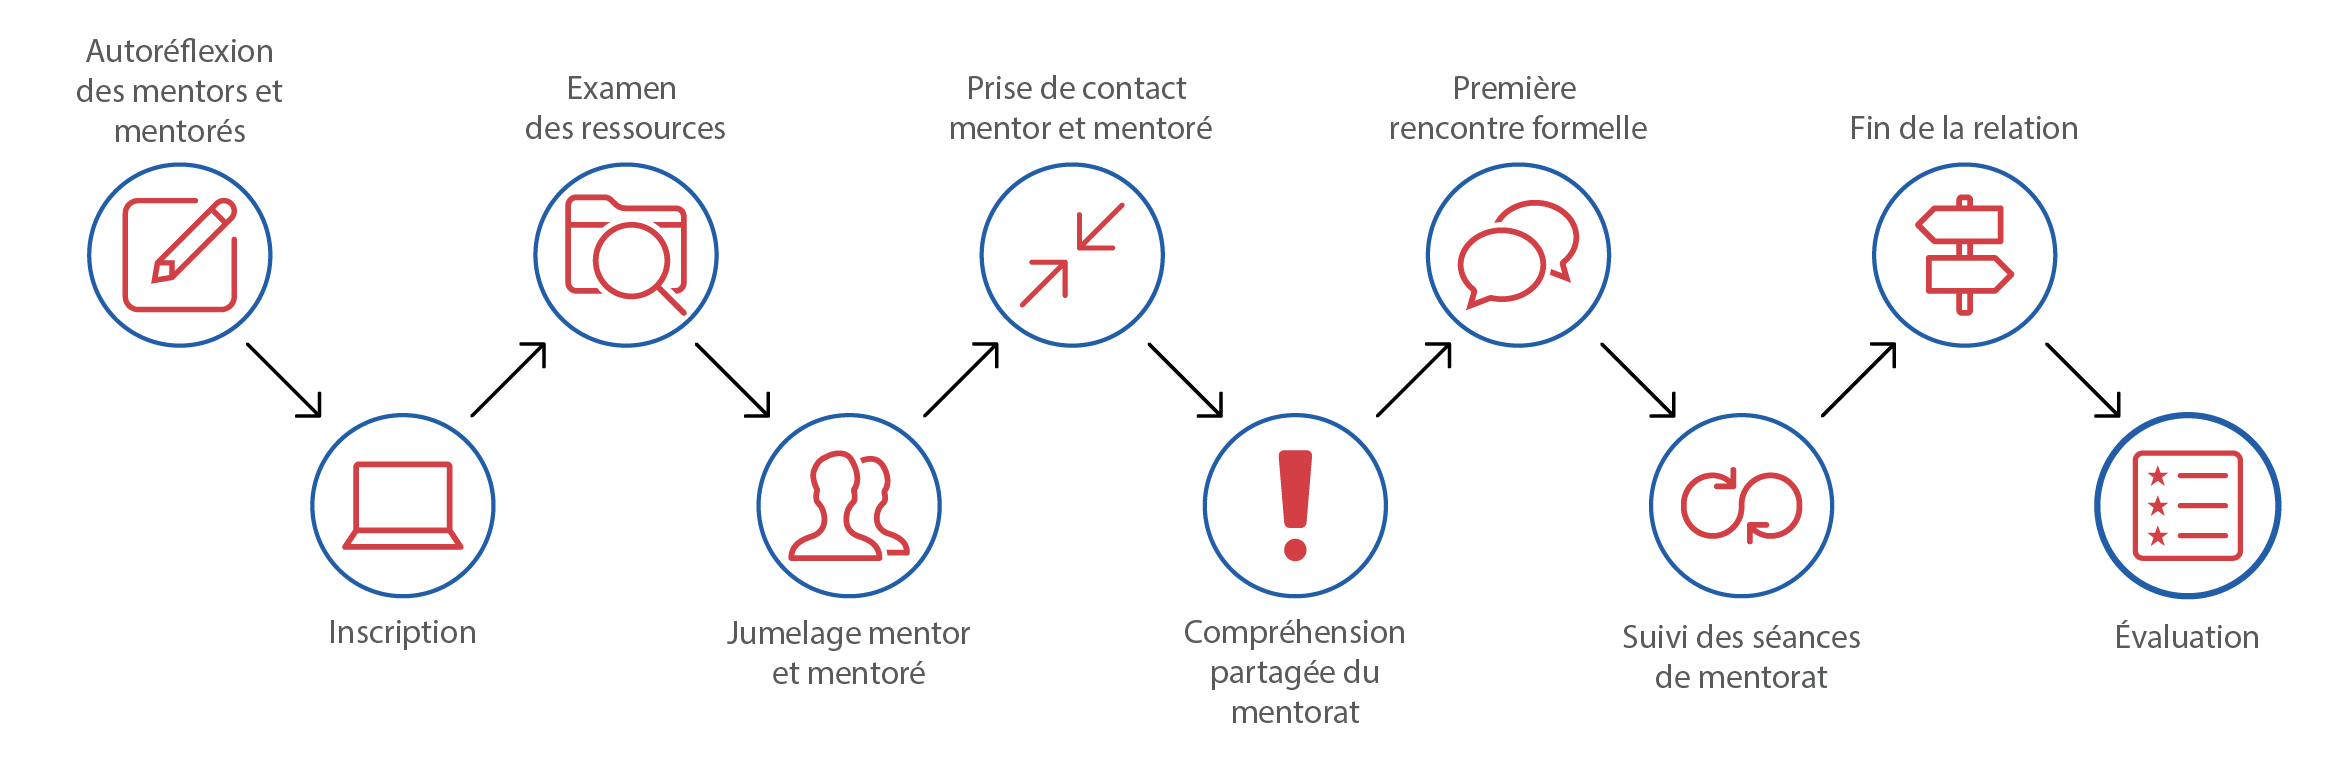 Autoréflexion
des mentors et
mentorés
Inscription
Examen
des ressources
Jumelage mentor
et mentoré
Prise de contact
mentor et mentoré
Compréhension
partagée du
mentorat
Première
rencontre formelle
Suivi des séances
de mentorat
Fin de la relation
Évaluation